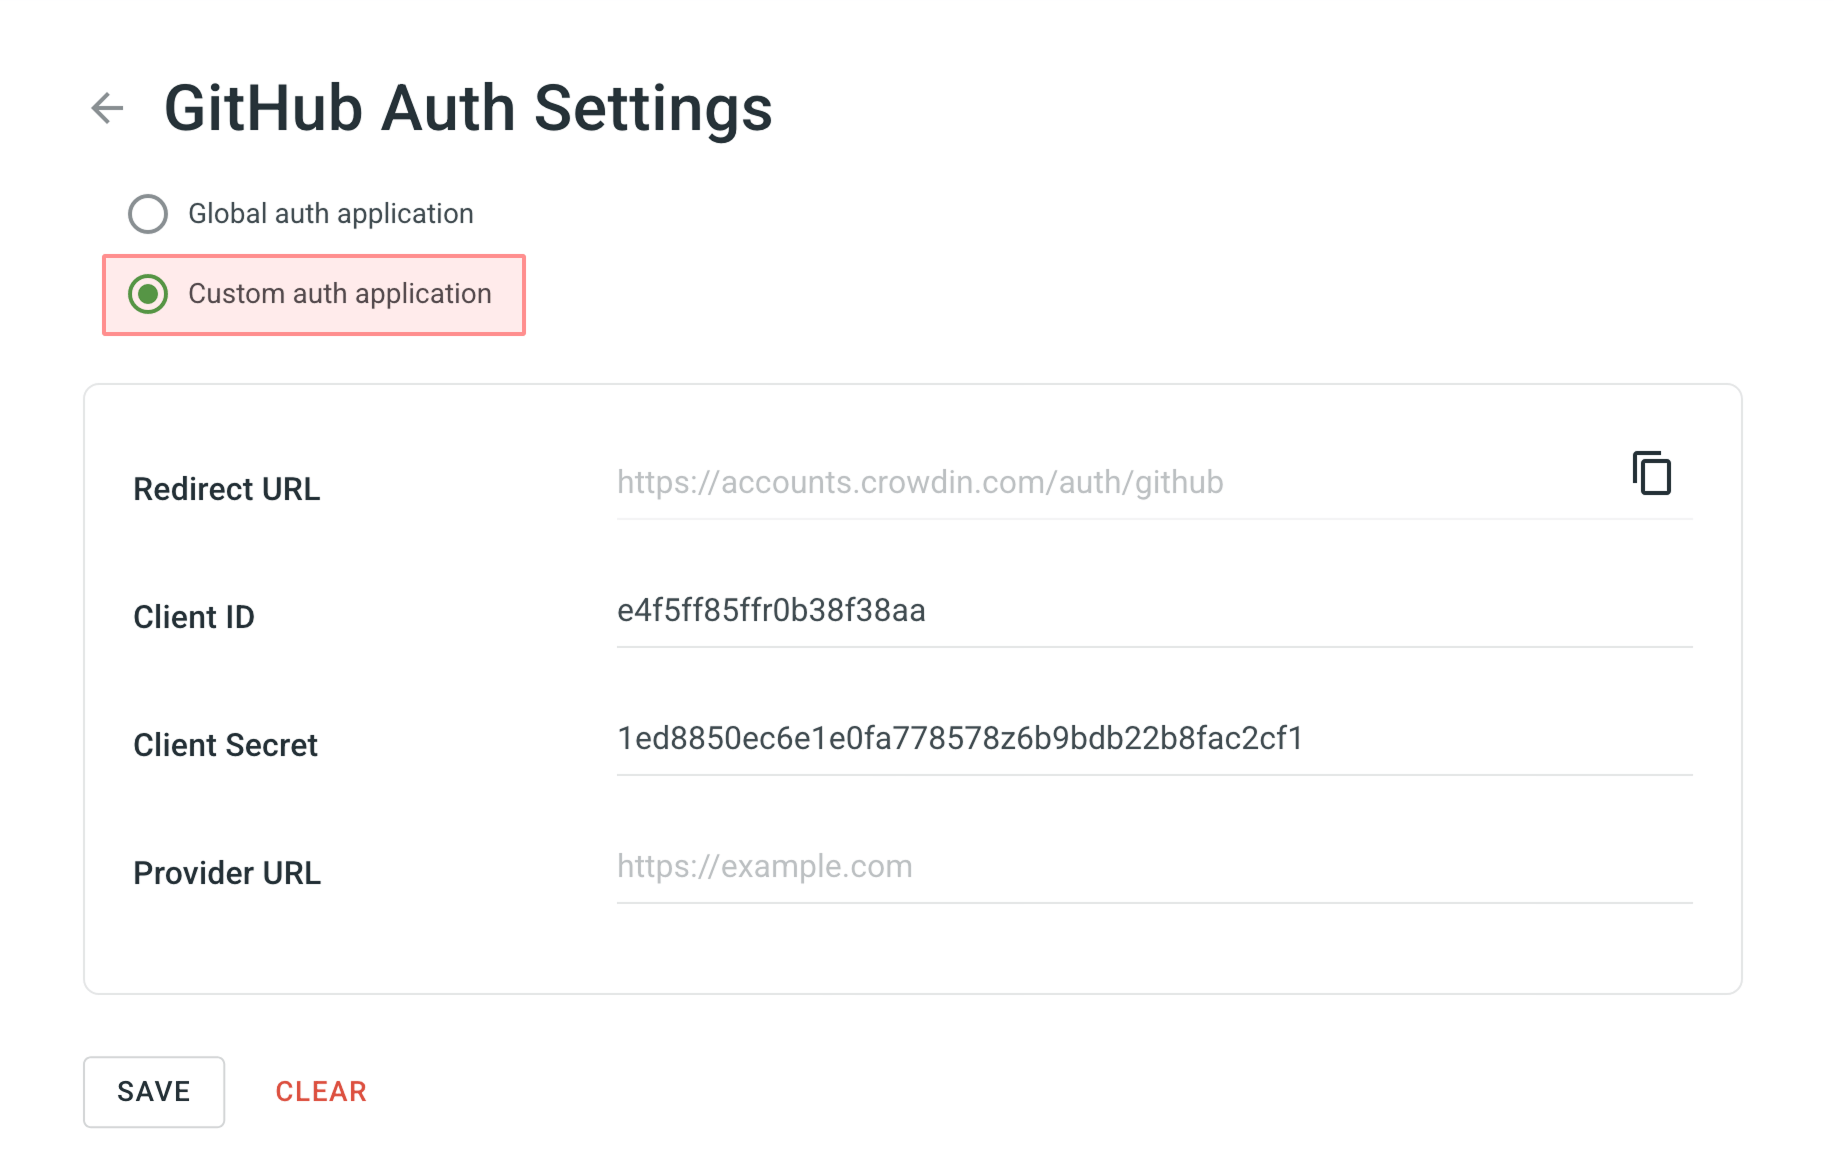 GitHub Auth Settings
Global auth application
Custom auth application
Redirect URL
https://accounts.crowdin.com/auth/github
Client ID
e4f5ff85ffr0b38f38aa
Client Secret
1ed8850ec6e1e0fa778578z6b9bdb22b8fac2cf1
Provider URL
https://example.com
SAVE
CLEAR